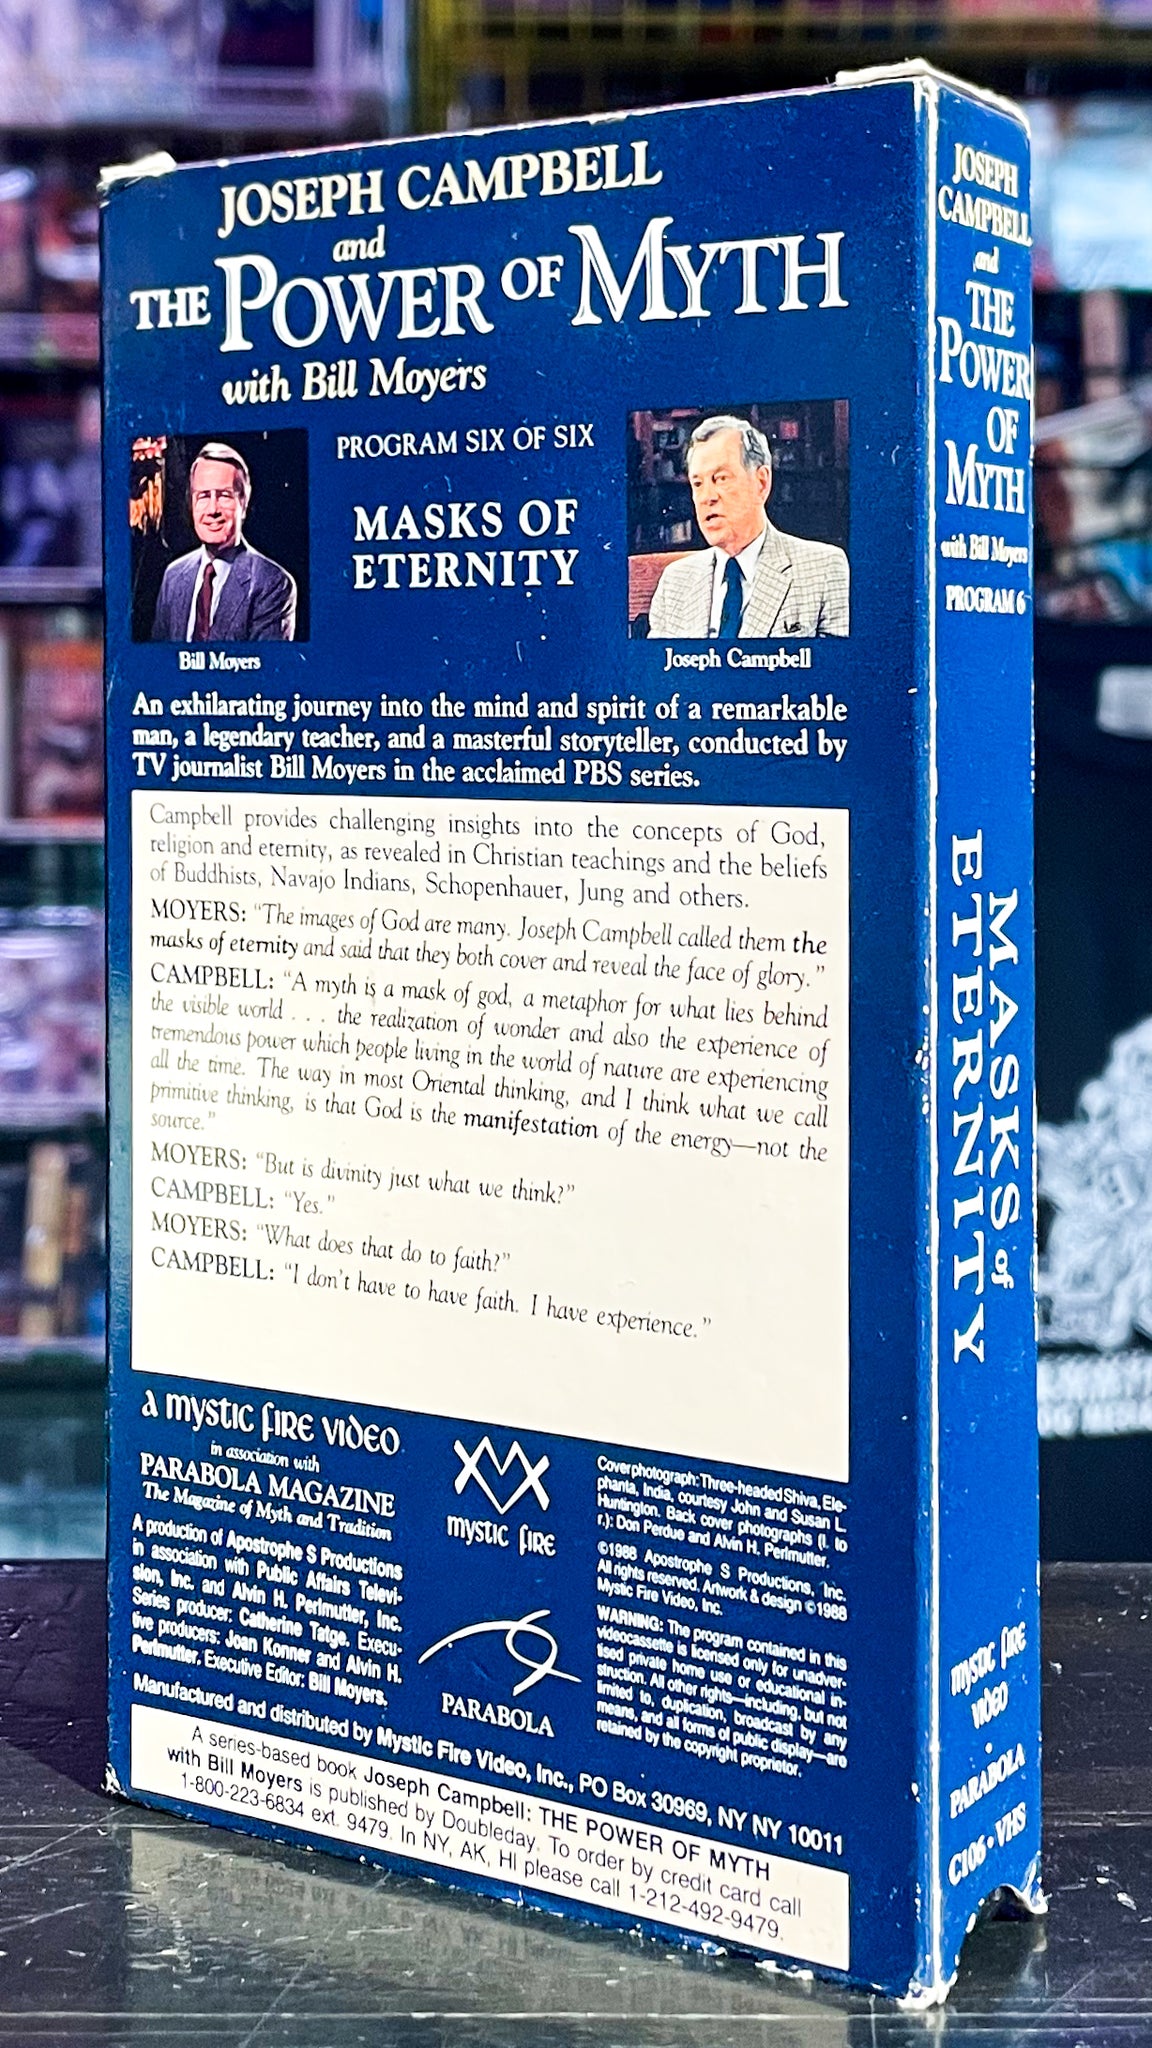 JOSEPH CAMPBELL
and
THE POWER OF MYTH
with Bill Moyers
PROGRAM SIX OF SIX
MASKS OF
ETERNITY
Bill Moyers
Joseph Campbell
An exhilarating journey into the mind and spirit of a remarkable
man, a legendary teacher, and a masterful storyteller, conducted by
TV journalist Bill Moyers in the acclaimed PBS series.
Campbell provides challenging insights into the concepts of God,
religion and eternity, as revealed in Christian teachings and the beliefs
of Buddhists, Navajo Indians, Schopenhauer, Jung and others.
MOYERS: “The images of God are many. Joseph Campbell called them the
masks of eternity and said that they both cover and reveal the face of glory.”
CAMPBELL: “A myth is a mask of god, a metaphor for what lies behind
the visible world . . . the realization of wonder and also the experience of
tremendous power which people living in the world of nature are experiencing
all the time. The way in most Oriental thinking, and I think what we call
primitive thinking, is that God is the manifestation of the energy—not the
source.”
MOYERS: “But is divinity just what we think?”
CAMPBELL: “Yes.”
MOYERS: “What does that do to faith?”
CAMPBELL: “I don't have to have faith. I have experience.”
a mystic fire video
in association with
PARABOLA MAGAZINE
The Magazine of Myth and Tradition
A production of Apostrophe S Productions
in association with Public Affairs Televi-
sion, Inc. and Alvin H. Perlmutter, Inc.
Series producer: Catherine Tatge. Execu-
tive producers: Joan Konner and Alvin H.
Perlmutter. Executive Editor: Bill Moyers.
mystic fire
PARABOLA
Cover photograph: Three-headed Shiva, Ele-
phanta, India, courtesy John and Susan L.
Huntington. Back cover photographs (l. to
r.): Don Perdue and Alvin H. Perlmutter.
©1988 Apostrophe S Productions, Inc.
All rights reserved. Artwork & design ©1988
Mystic Fire Video, Inc.
WARNING: The program contained in this
videocassette is licensed only for unadver-
tised private home use or educational in-
struction. All other rights—including, but not
limited to, duplication, broadcast by any
means, and all forms of public display—are
retained by the copyright proprietor.
Manufactured and distributed by Mystic Fire Video, Inc., PO Box 30969, NY NY 10011
A series-based book Joseph Campbell: THE POWER OF MYTH
with Bill Moyers is published by Doubleday. To order by credit card call
1-800-223-6834 ext. 9479. In NY, AK, HI please call 1-212-492-9479.
JOSEPH
CAMPBELL
and
THE
POWER
OF
MYTH
with Bill Moyers
PROGRAM 6
MASKS of
ETERNITY
mystic fire
video
•
PARABOLA
C106 • VHS